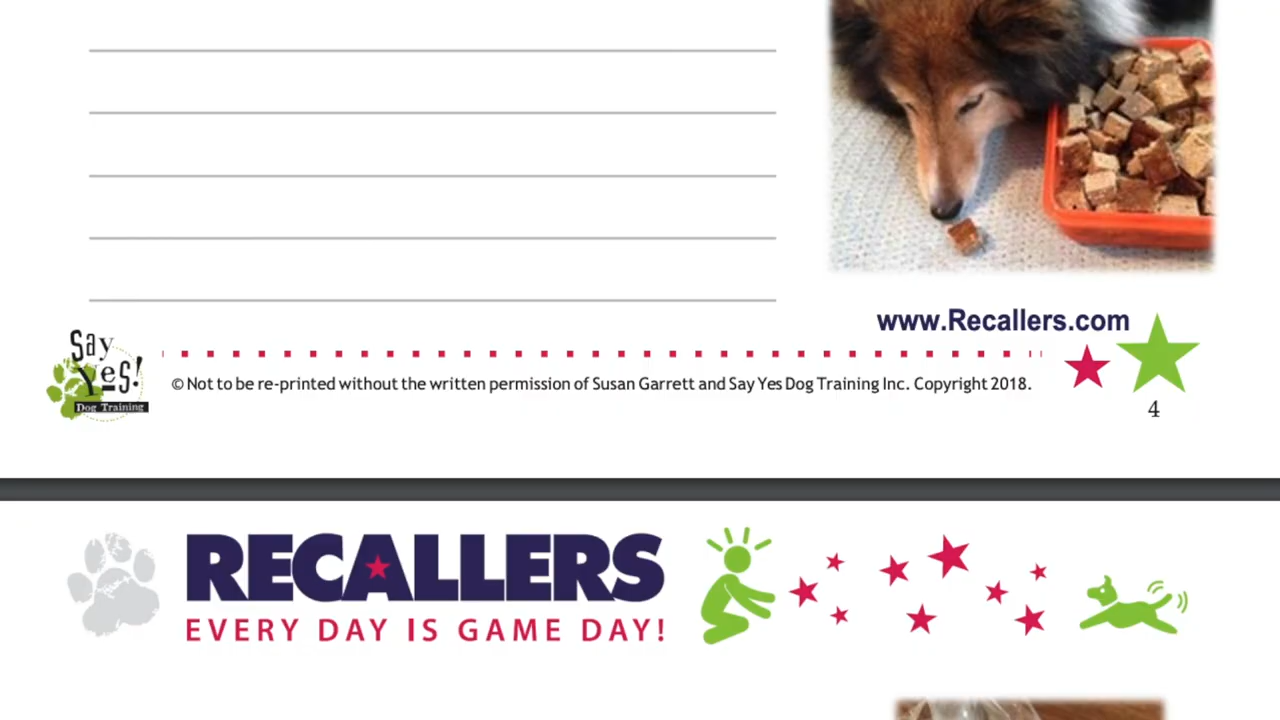 www.Recallers.com
Say
Yes!
Dog Training
© Not to be re-printed without the written permission of Susan Garrett and Say Yes Dog Training Inc. Copyright 2018.
4
RECALLERS
EVERY DAY IS GAME DAY!